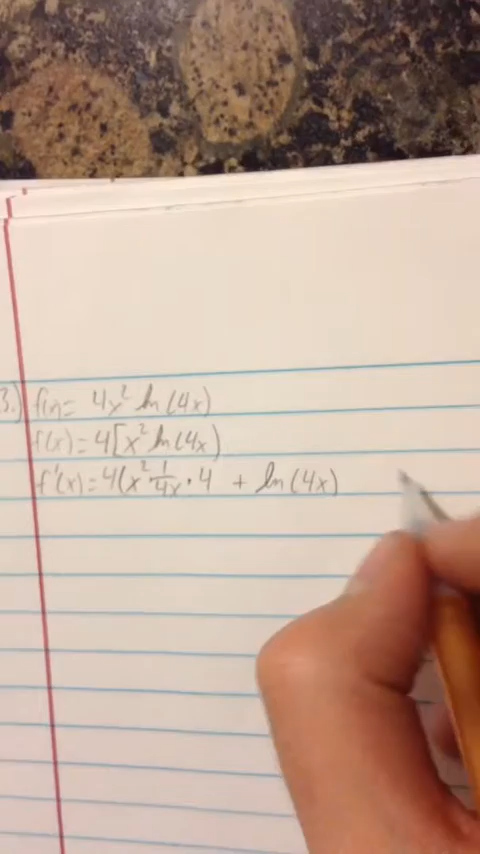 3.) f(x) = 4x² ln(4x)
f(x) = 4[x² ln(4x)
f'(x) = 4(x² 1/4x · 4 + ln(4x)